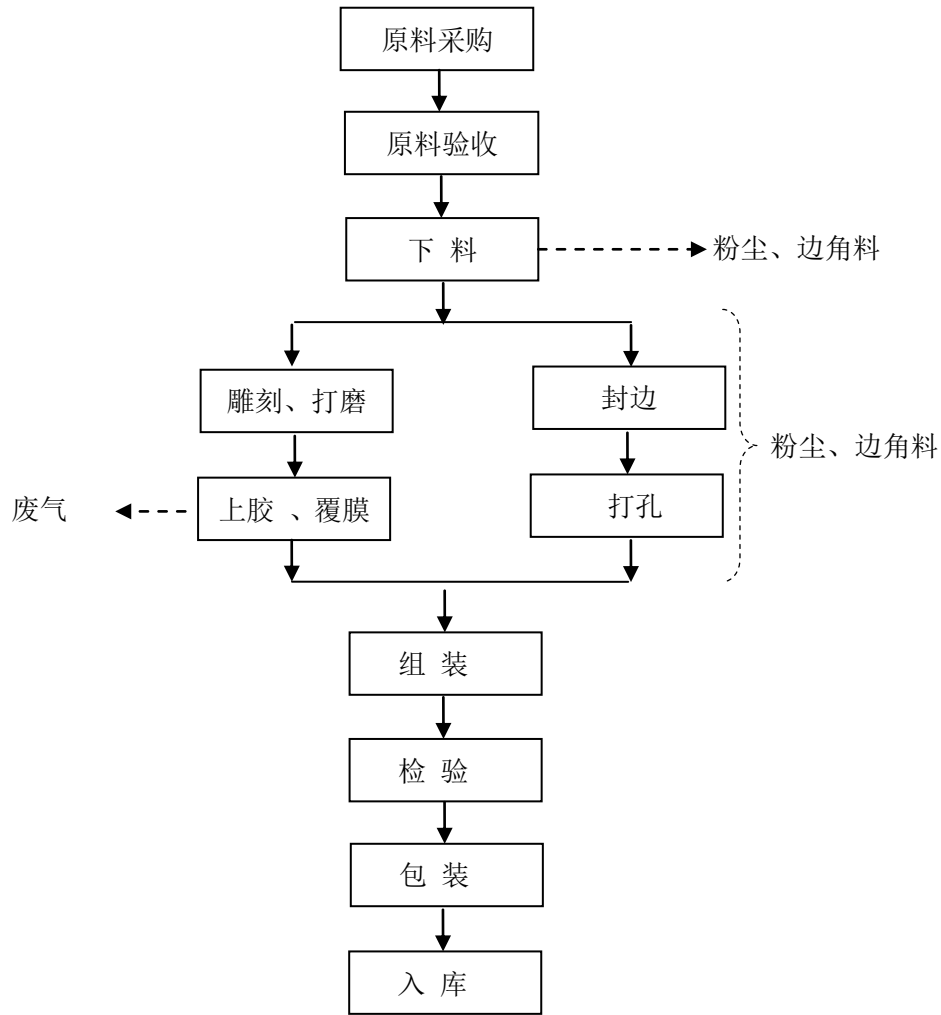 原料采购
原料验收
下 料
粉尘、边角料
雕刻、打磨
封边
粉尘、边角料
废气
上胶 、覆膜
打孔
组 装
检 验
包 装
入 库